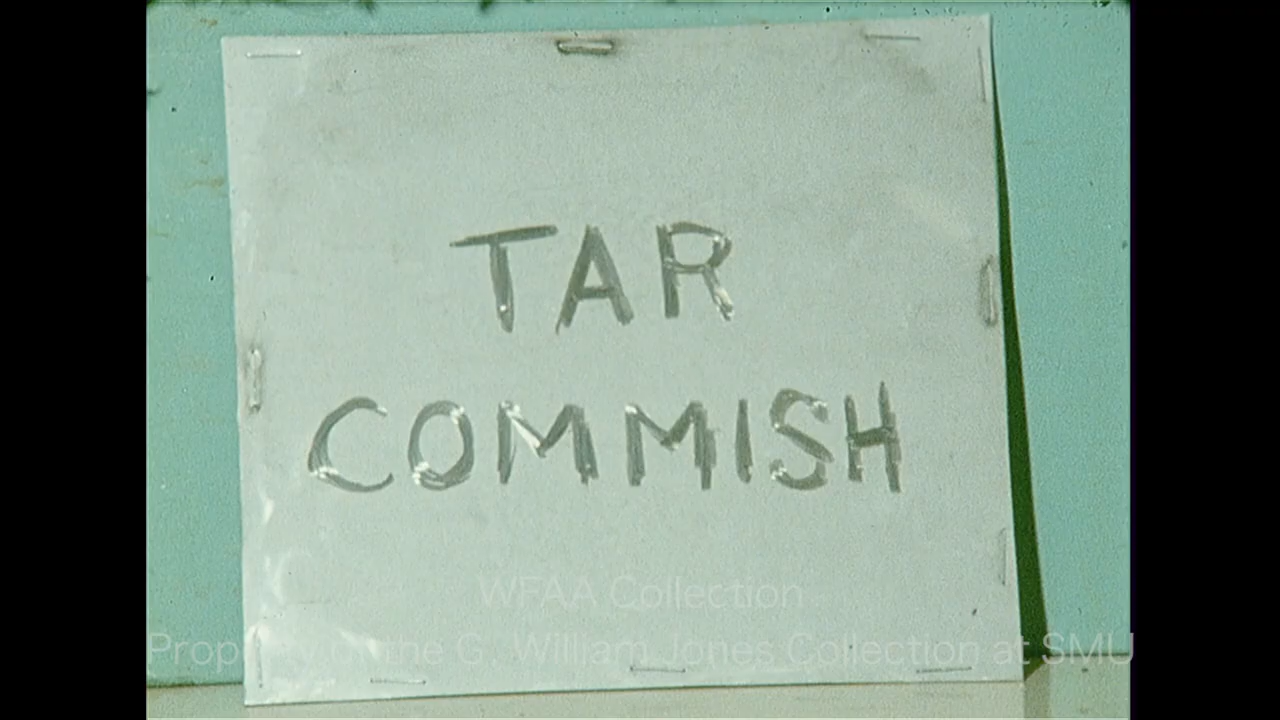 TAR
COMMISH
WFAA Collection
Property of the G. William Jones Collection at SMU